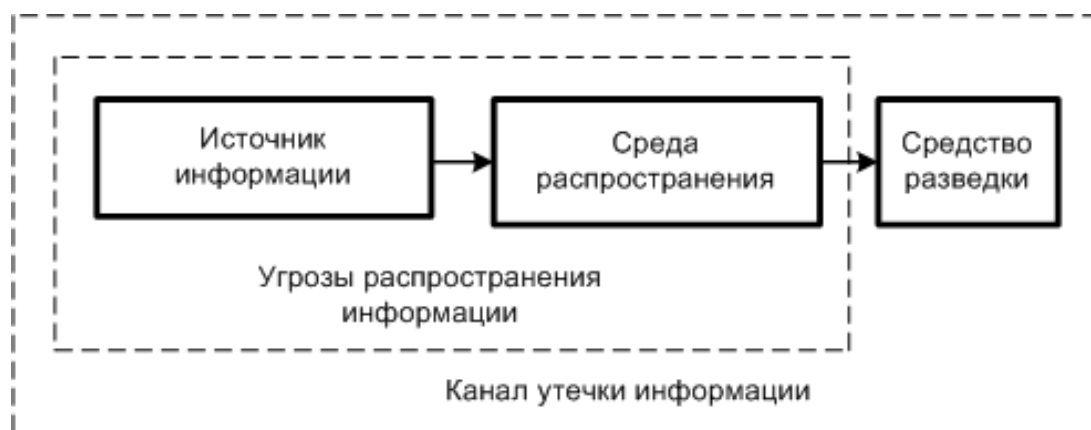 Источник
информации
Среда
распространения
Средство
разведки
Угрозы распространения
информации
Канал утечки информации